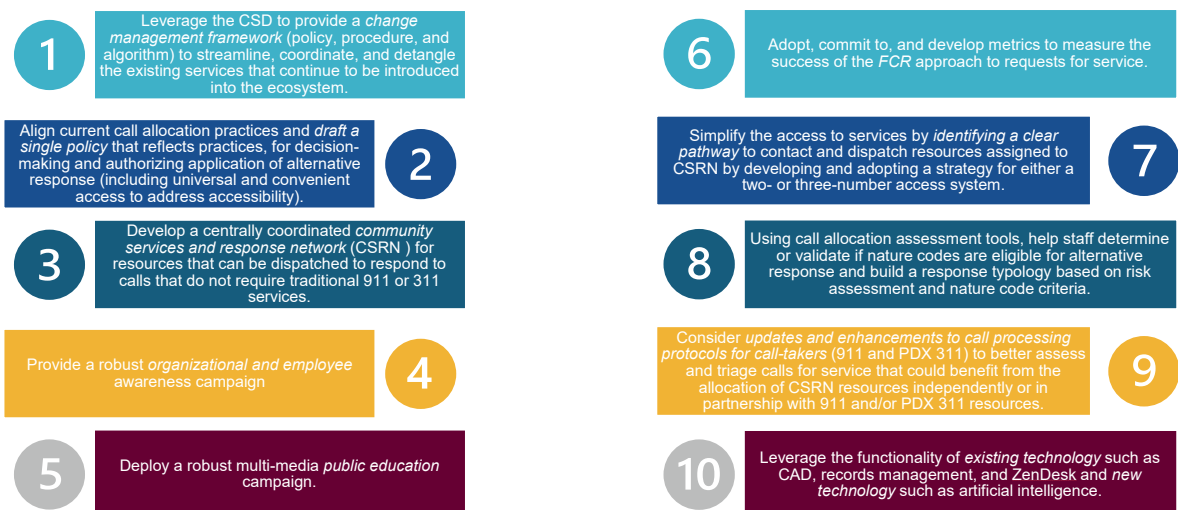 1
Leverage the CSD to provide a change
management framework (policy, procedure, and
algorithm) to streamline, coordinate, and detangle
the existing services that continue to be introduced
into the ecosystem.
Align current call allocation practices and draft a
single policy that reflects practices, for decision-
making and authorizing application of alternative
response (including universal and convenient
access to address accessibility).
2
3
Develop a centrally coordinated community
services and response network (CSRN ) for
resources that can be dispatched to respond to
calls that do not require traditional 911 or 311
services.
Provide a robust organizational and employee
awareness campaign
4
5
Deploy a robust multi-media public education
campaign.
6
Adopt, commit to, and develop metrics to measure the
success of the FCR approach to requests for service.
Simplify the access to services by identifying a clear
pathway to contact and dispatch resources assigned to
CSRN by developing and adopting a strategy for either a
two- or three-number access system.
7
8
Using call allocation assessment tools, help staff determine
or validate if nature codes are eligible for alternative
response and build a response typology based on risk
assessment and nature code criteria.
Consider updates and enhancements to call processing
protocols for call-takers (911 and PDX 311) to better assess
and triage calls for service that could benefit from the
allocation of CSRN resources independently or in
partnership with 911 and/or PDX 311 resources.
9
10
Leverage the functionality of existing technology such as
CAD, records management, and ZenDesk and new
technology such as artificial intelligence.